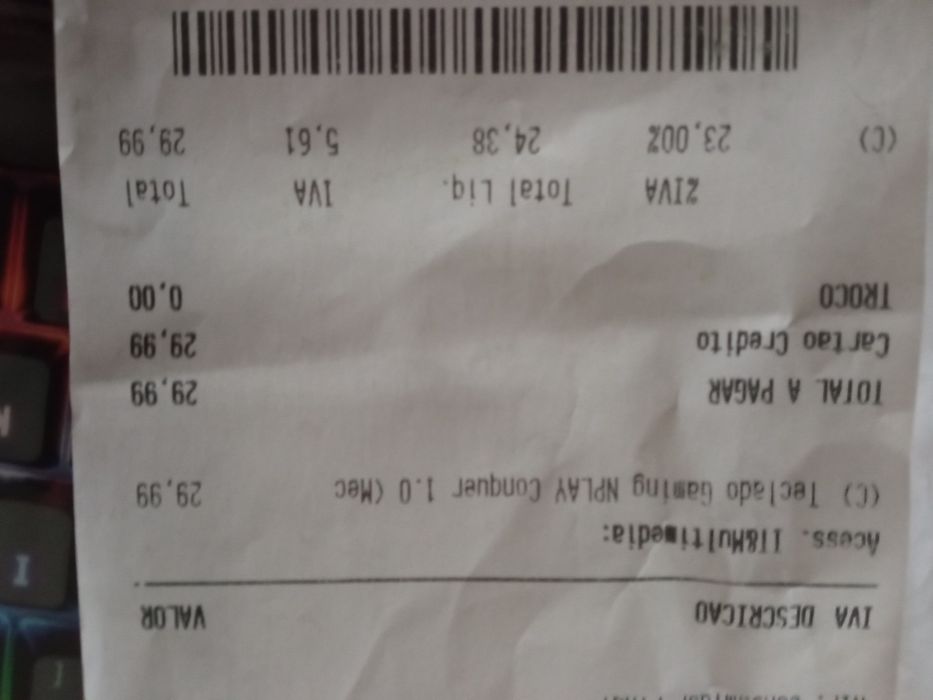 IVA DESCRICAO VALOR
Acess. II&Multimedia:
(C) Teclado Gaming NPLAY Conquer 1.0 (Mec 29,99
TOTAL A PAGAR 29,99
Cartao Credito 29,99
TROCO 0,00
%IVA Total Liq. IVA Total
(C) 23,00% 24,38 5,61 29,99
I